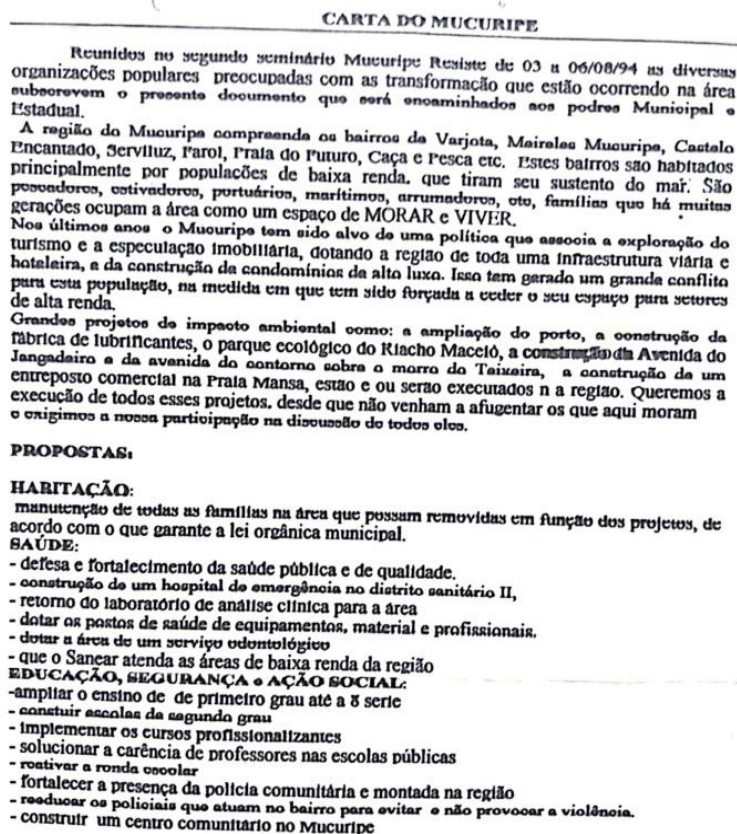 CARTA DO MUCURIPE
Reunidos no segundo seminário Mucuripe Resiste de 03 a 06/08/94 as diversas
organizações populares preocupadas com as transformação que estão ocorrendo na área
subscrevem o presente documento que será encaminhados aos podres Municipal e
Estadual.
A região do Mucuripe compreende os bairros de Varjota, Meireles Mucuripe, Castelo
Encantado, Serviluz, Farol, Praia do Futuro, Caça e Pesca etc. Estes bairros são habitados
principalmente por populações de baixa renda, que tiram seu sustento do mar. São
pescadores, estivadores, portuários, marítimos, arrumadores, etc, famílias que há muitas
gerações ocupam a área como um espaço de MORAR e VIVER.
Nos últimos anos o Mucuripe tem sido alvo de uma política que associa a exploração do
turismo e a especulação imobiliária, dotando a região de toda uma infraestrutura viária e
hoteleira, e da construção de condomínios de alto luxo. Isso tem gerado um grande conflito
para esta população, na medida em que tem sido forçada a ceder o seu espaço para setores
de alta renda.
Grandes projetos de impacto ambiental como: a ampliação do porto, a construção da
fábrica de lubrificantes, o parque ecológico do Riacho Maceió, a construção da Avenida do
Jangadeiro e da avenida do contorno sobre o morro do Teixeira, a construção de um
entreposto comercial na Praia Mansa, estão e ou serão executados n a região. Queremos a
execução de todos esses projetos, desde que não venham a afugentar os que aqui moram
e exigimos a nossa participação na discussão de todos eles.
PROPOSTAS:
HABITAÇÃO:
manutenção de todas as famílias na área que possam removidas em função dos projetos, de
acordo com o que garante a lei orgânica municipal.
SAÚDE:
- defesa e fortalecimento da saúde pública e de qualidade.
- construção de um hospital de emergência no distrito sanitário II,
- retorno do laboratório de análise clínica para a área
- dotar os postos de saúde de equipamentos, material e profissionais.
- dotar a área de um serviço odontológico
- que o Sanear atenda as áreas de baixa renda da região
EDUCAÇÃO, SEGURANÇA e AÇÃO SOCIAL:
-ampliar o ensino de de primeiro grau até a 8 serie
- constuir escolas de segundo grau
- implementar os cursos profissionalizantes
- solucionar a carência de professores nas escolas públicas
- reativar a ronda escolar
- fortalecer a presença da policia comunitária e montada na região
- reeducar os policiais que atuam no bairro para evitar e não provocar a violência.
- construir um centro comunitário no Mucuripe